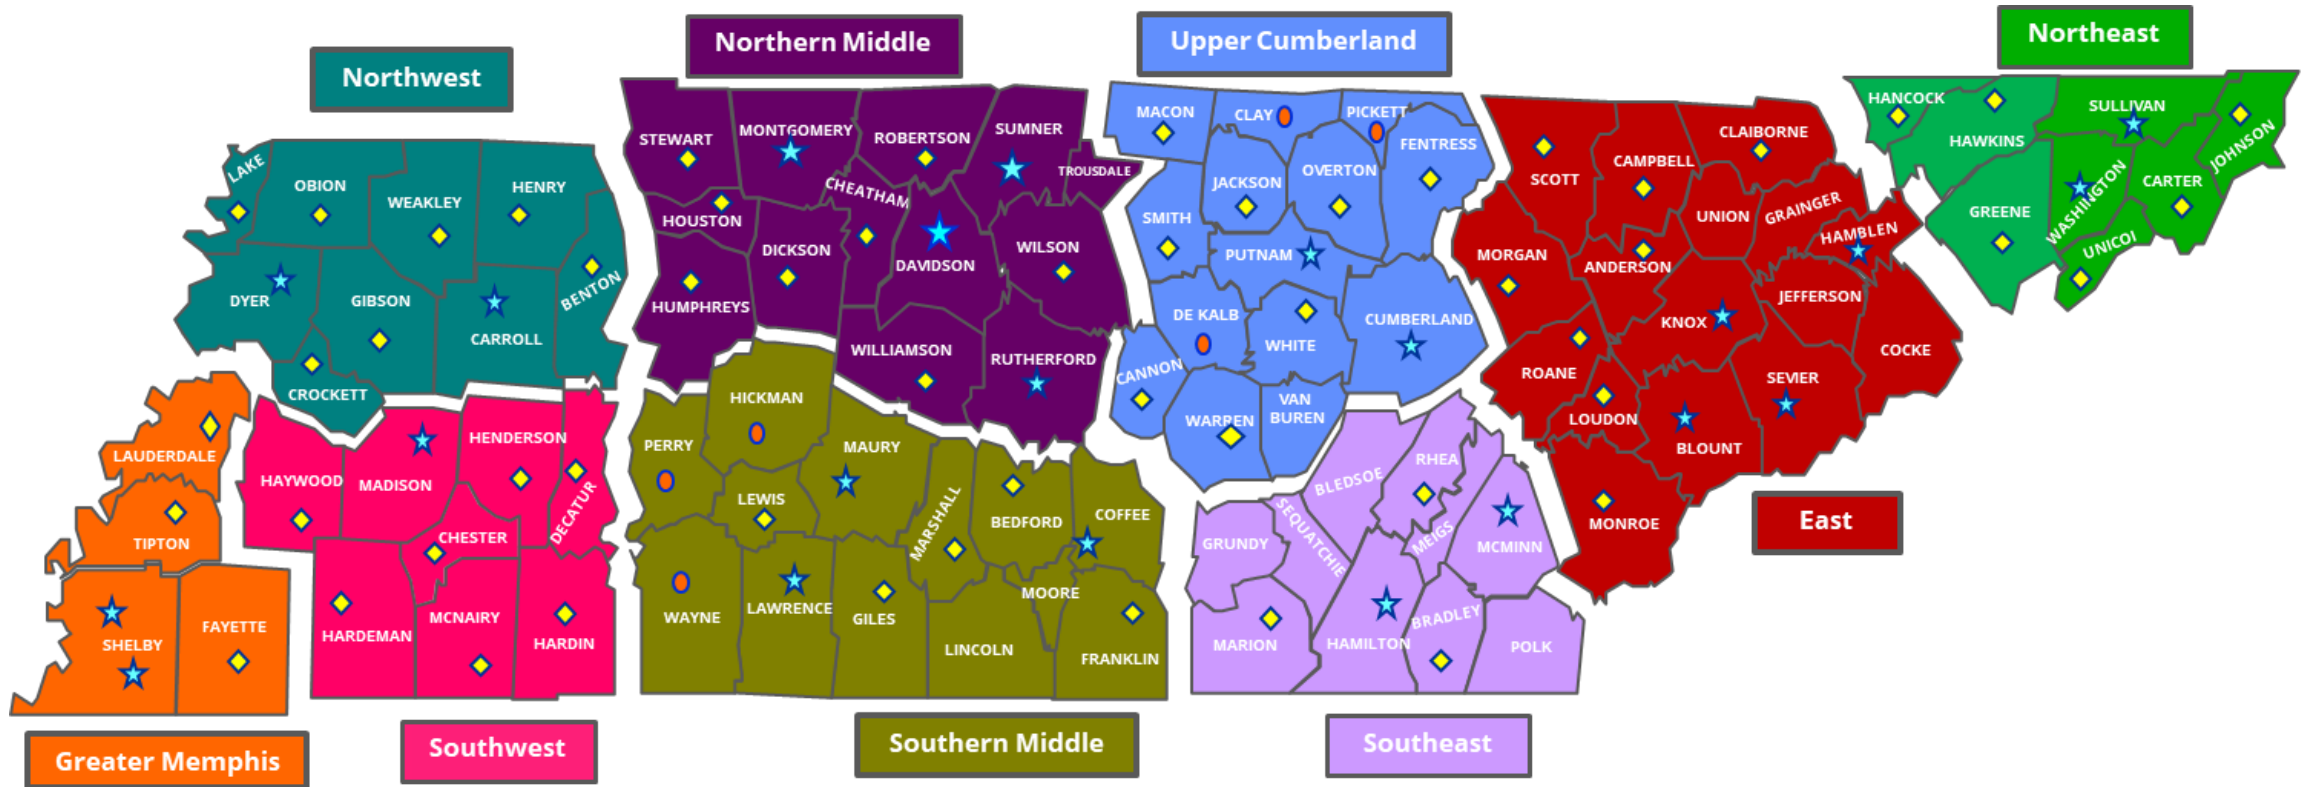 Northwest
LAKE
OBION
WEAKLEY
HENRY
BENTON
DYER
GIBSON
CARROLL
CROCKETT
Northern Middle
STEWART
MONTGOMERY
ROBERTSON
SUMNER
TROUSDALE
HOUSTON
CHEATHAM
DICKSON
DAVIDSON
WILSON
HUMPHREYS
WILLIAMSON
RUTHERFORD
Upper Cumberland
MACON
CLAY
PICKETT
FENTRESS
OVERTON
JACKSON
SMITH
PUTNAM
DE KALB
WHITE
CUMBERLAND
CANNON
WARREN
VAN
BUREN
Northeast
HANCOCK
HAWKINS
SULLIVAN
JOHNSON
GREENE
WASHINGTON
CARTER
UNICOI
SCOTT
CAMPBELL
CLAIBORNE
UNION
GRAINGER
HAMBLEN
MORGAN
ANDERSON
JEFFERSON
KNOX
COCKE
ROANE
LOUDON
SEVIER
BLOUNT
MONROE
East
LAUDERDALE
TIPTON
SHELBY
FAYETTE
Greater Memphis
HAYWOOD
MADISON
HENDERSON
DECATUR
CHESTER
HARDEMAN
MCNAIRY
HARDIN
Southwest
PERRY
HICKMAN
MAURY
LEWIS
MARSHALL
BEDFORD
COFFEE
WAYNE
LAWRENCE
GILES
MOORE
LINCOLN
FRANKLIN
Southern Middle
BLEDSOE
RHEA
SEQUATCHIE
GRUNDY
MEIGS
MCMINN
MARION
HAMILTON
BRADLEY
POLK
Southeast